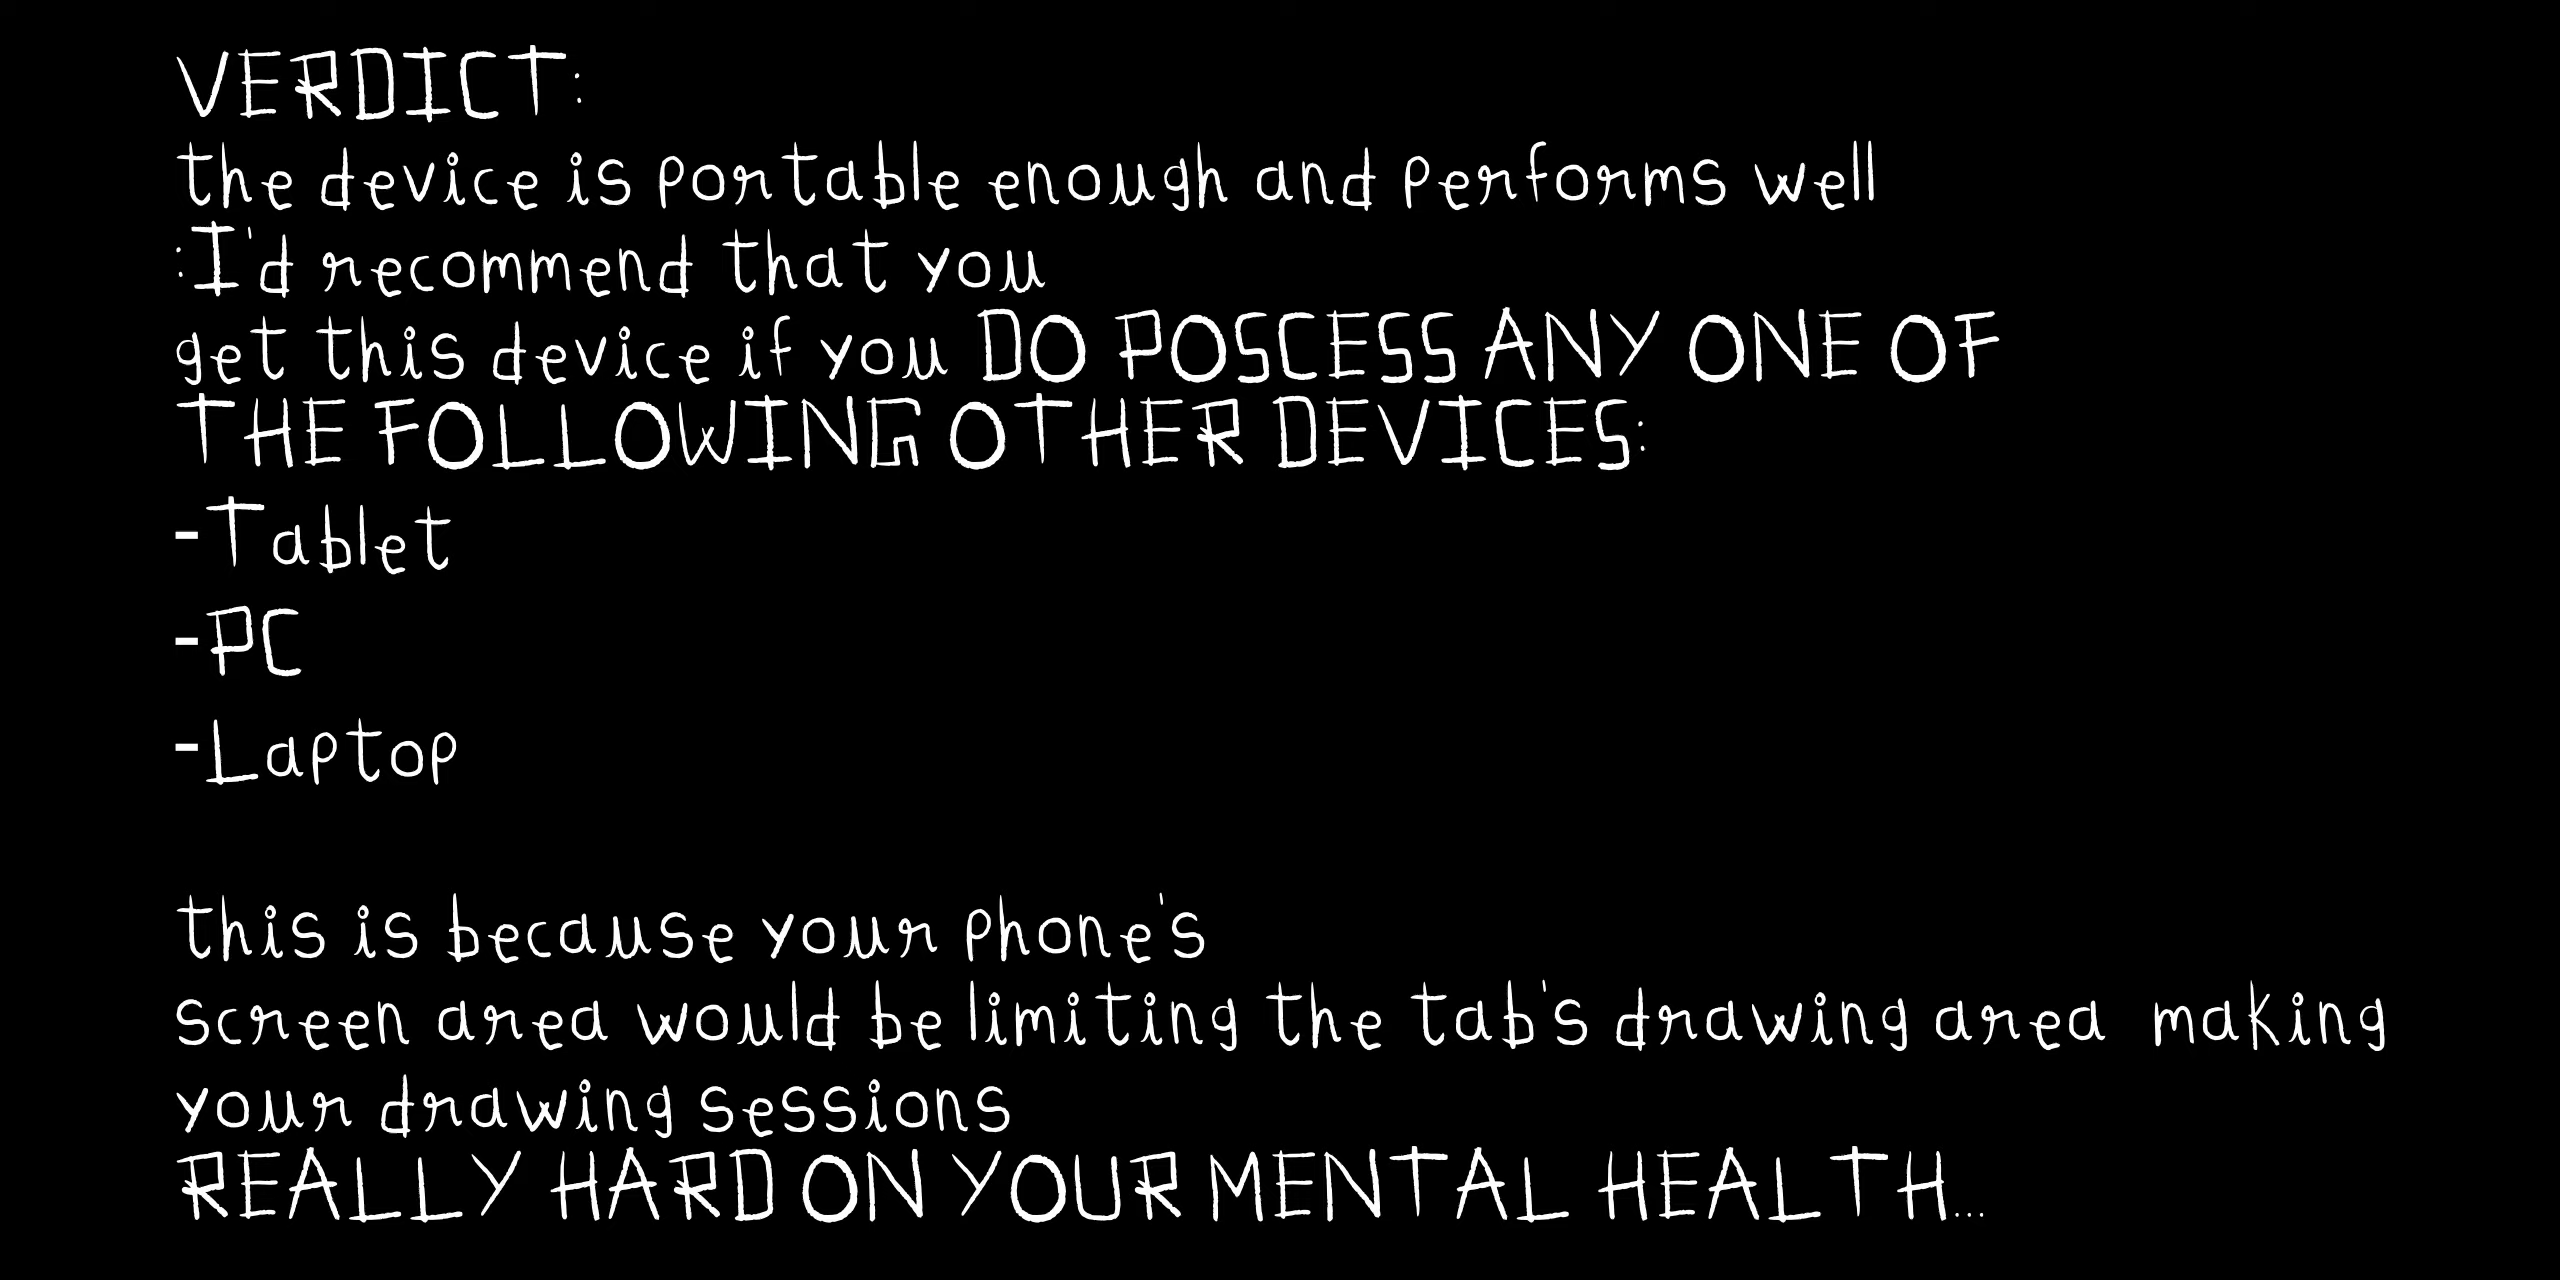 VERDICT:
the device is portable enough and performs well
:I'd recommend that you
get this device if you DO POSCESS ANY ONE OF
THE FOLLOWING OTHER DEVICES:
-Tablet
-PC
-Laptop
this is because your phone's
screen area would be limiting the tab's drawing area making
your drawing sessions
REALLY HARD ON YOUR MENTAL HEALTH...